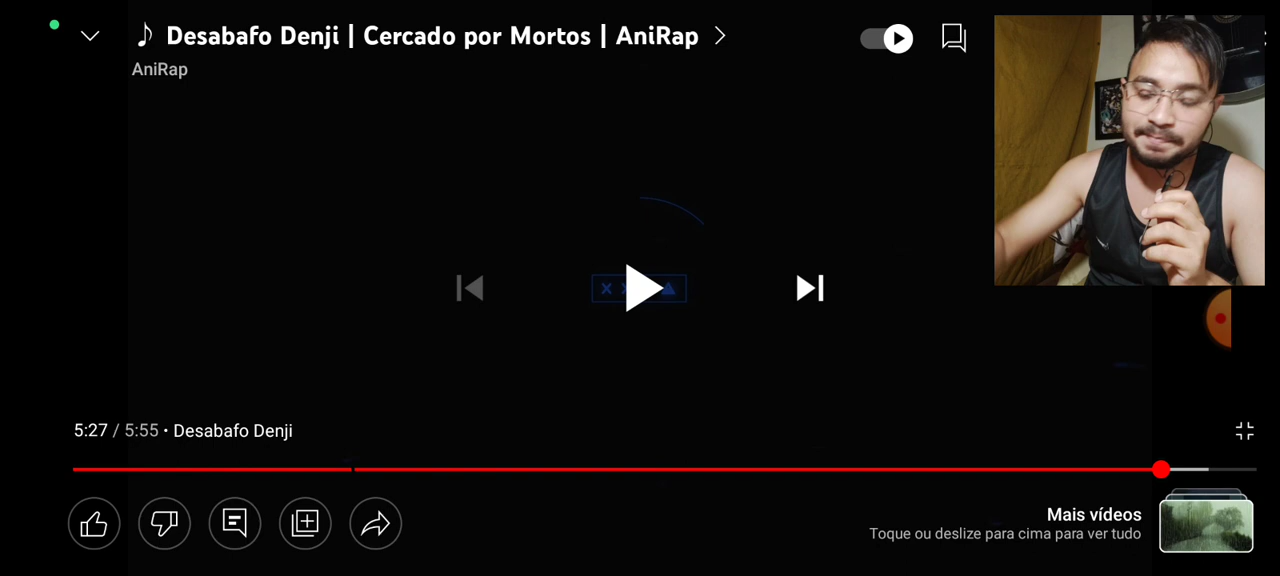 Desabafo Denji | Cercado por Mortos | AniRap
AniRap
5:27 / 5:55 • Desabafo Denji
Mais vídeos
Toque ou deslize para cima para ver tudo